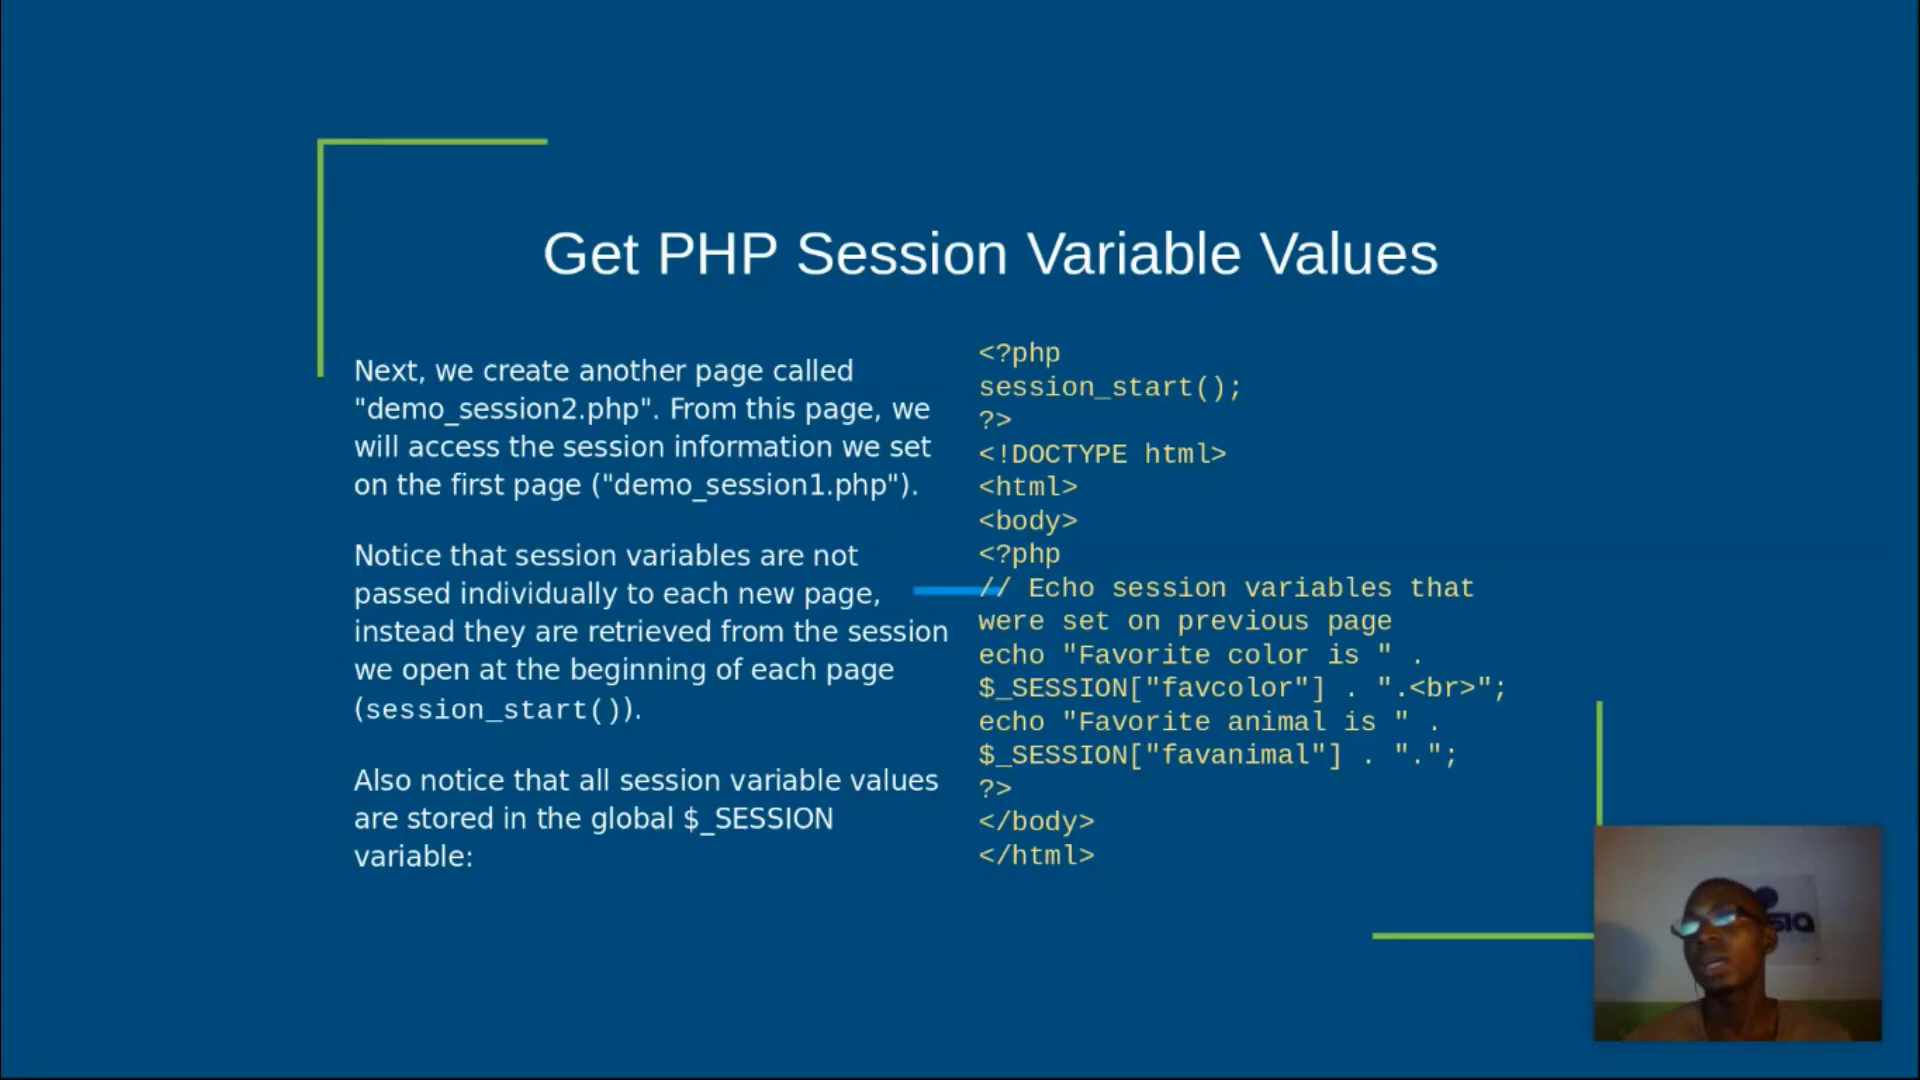 Get PHP Session Variable Values
Next, we create another page called
"demo_session2.php". From this page, we
will access the session information we set
on the first page ("demo_session1.php").
Notice that session variables are not
passed individually to each new page,
instead they are retrieved from the session
we open at the beginning of each page
(session_start()).
Also notice that all session variable values
are stored in the global $_SESSION
variable:
<?php
session_start();
?>
<!DOCTYPE html>
<html>
<body>
<?php
// Echo session variables that
were set on previous page
echo "Favorite color is " .
$_SESSION["favcolor"] . ".<br>";
echo "Favorite animal is " .
$_SESSION["favanimal"] . ".";
?>
</body>
</html>